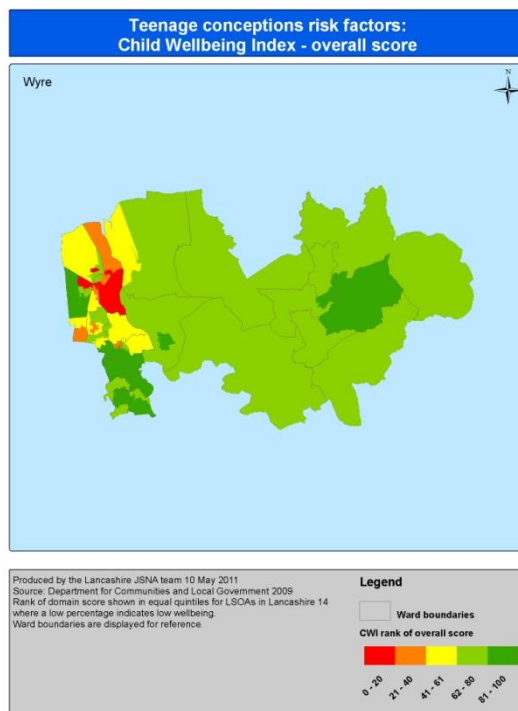 Teenage conceptions risk factors:
Child Wellbeing Index - overall score
Wyre
N
Produced by the Lancashire JSNA team 10 May 2011
Source: Department for Communities and Local Government 2009
Rank of domain score shown in equal quintiles for LSOAs in Lancashire 14
where a low percentage indicates low wellbeing.
Ward boundaries are displayed for reference.
Legend
Ward boundaries
CWI rank of overall score
0 - 20
21 - 40
41 - 61
62 - 80
81 - 100